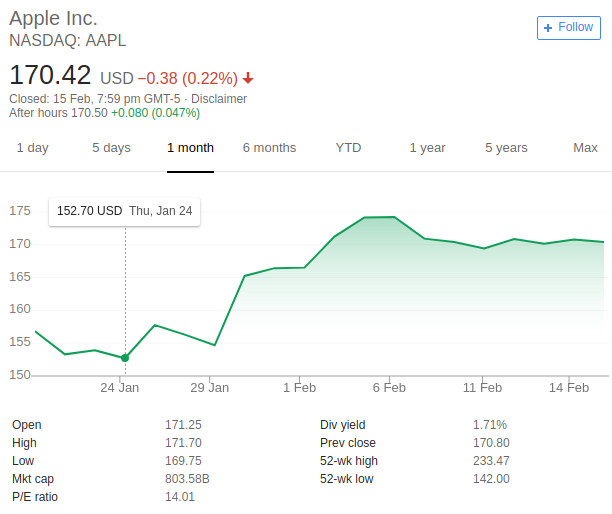 Apple Inc.
NASDAQ: AAPL
+ Follow
170.42 USD −0.38 (0.22%)
Closed: 15 Feb, 7:59 pm GMT-5 · Disclaimer
After hours 170.50 +0.080 (0.047%)
1 day 5 days 1 month 6 months YTD 1 year 5 years Max
152.70 USD Thu, Jan 24
175
170
165
160
155
150
24 Jan 29 Jan 1 Feb 6 Feb 11 Feb 14 Feb
Open 171.25 Div yield 1.71%
High 171.70 Prev close 170.80
Low 169.75 52-wk high 233.47
Mkt cap 803.58B 52-wk low 142.00
P/E ratio 14.01